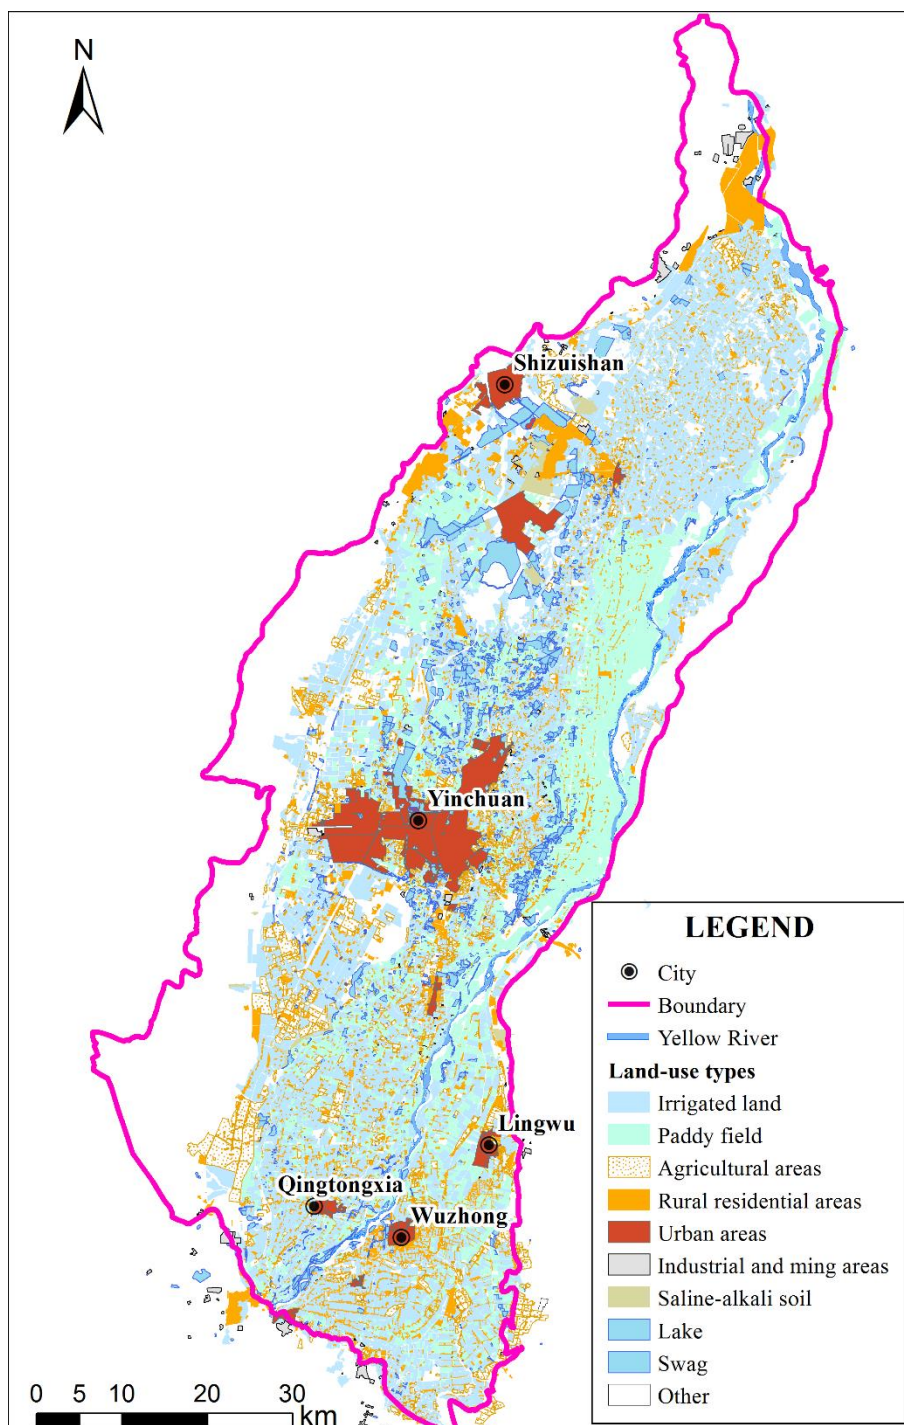 N
Shizuishan
Yinchuan
Lingwu
Qingtongxia
Wuzhong
LEGEND
City
Boundary
Yellow River
Land-use types
Irrigated land
Paddy field
Agricultural areas
Rural residential areas
Urban areas
Industrial and ming areas
Saline-alkali soil
Lake
Swag
Other
0 5 10 20 30
km